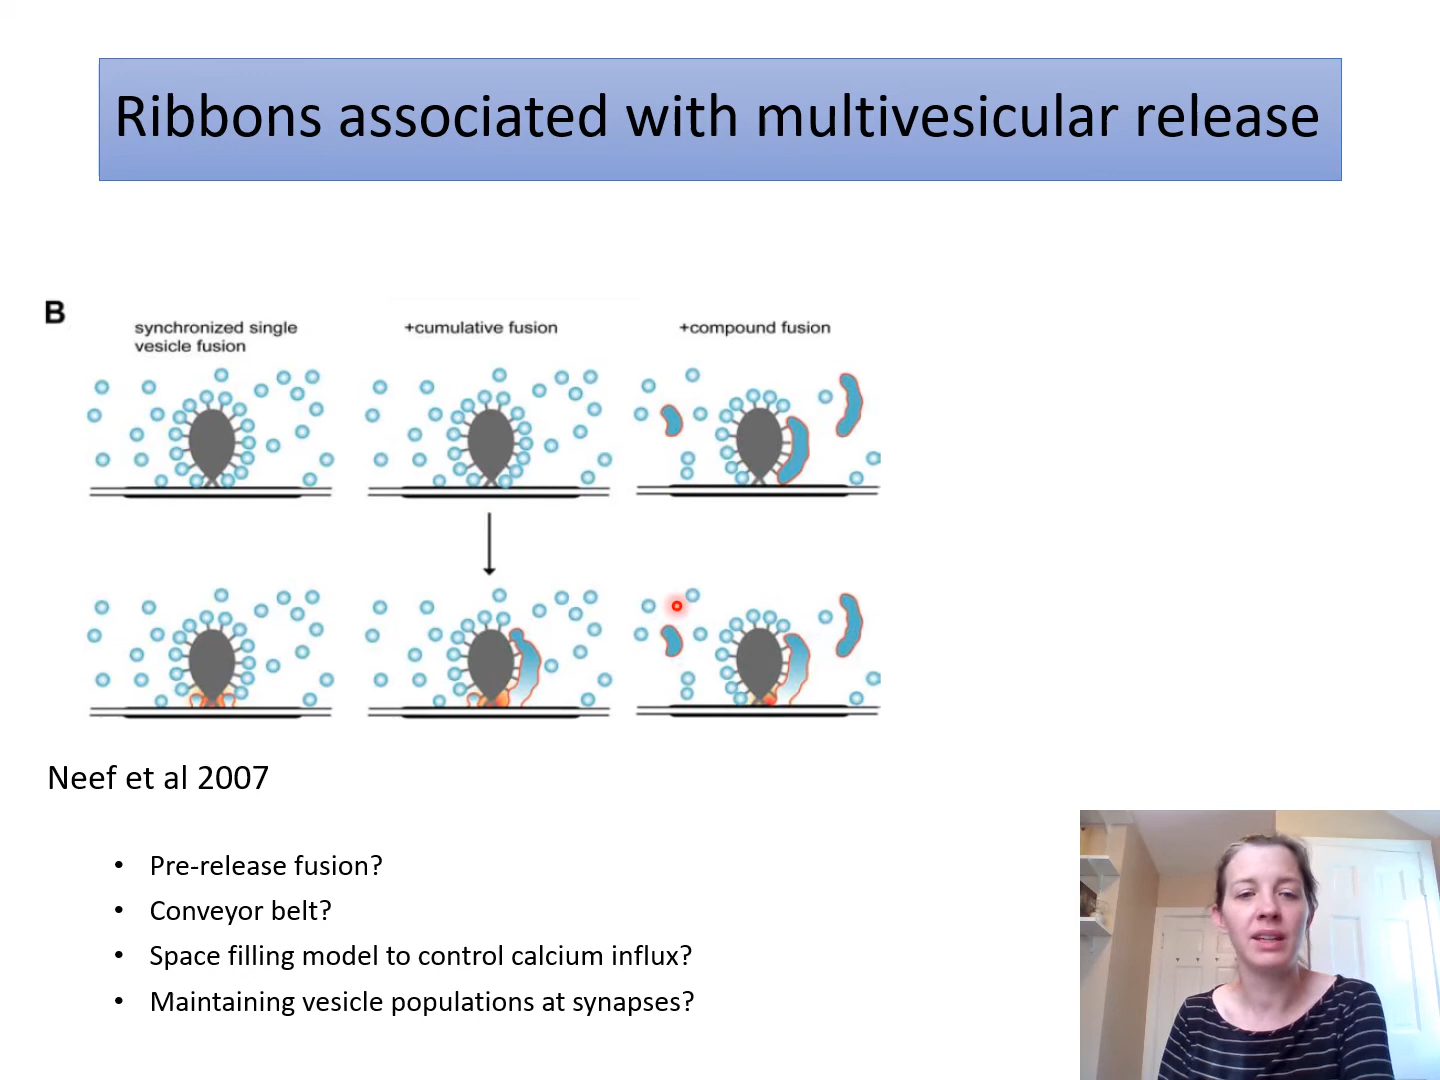 Ribbons associated with multivesicular release
B
synchronized single
vesicle fusion
+cumulative fusion
+compound fusion
Neef et al 2007
• Pre-release fusion?
• Conveyor belt?
• Space filling model to control calcium influx?
• Maintaining vesicle populations at synapses?